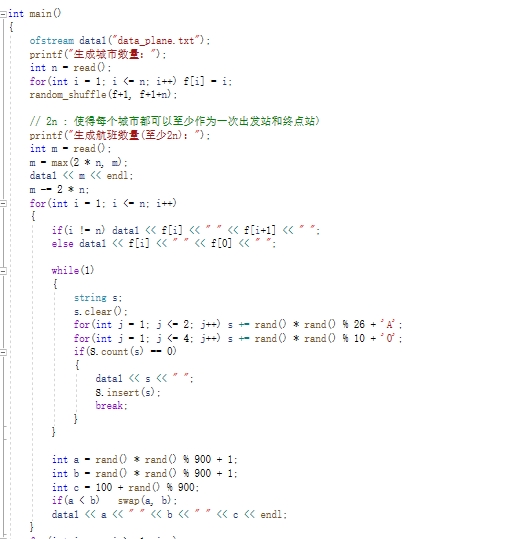 int main()
{
ofstream data1("data_plane.txt");
printf("生成城市数量: ");
int n = read();
for(int i = 1; i <= n; i++) f[i] = i;
random_shuffle(f+1, f+1+n);
// 2n : 使得每个城市都可以至少作为一次出发站和终点站)
printf("生成航班数量(至少2n): ");
int m = read();
m = max(2 * n, m);
data1 << m << endl;
m -= 2 * n;
for(int i = 1; i <= n; i++)
{
if(i != n) data1 << f[i] << " " << f[i+1] << " ";
else data1 << f[i] << " " << f[0] << " ";
while(1)
{
string s;
s.clear();
for(int j = 1; j <= 2; j++) s += rand() * rand() % 26 + 'A';
for(int j = 1; j <= 4; j++) s += rand() * rand() % 10 + '0';
if(S.count(s) == 0)
{
data1 << s << " ";
S.insert(s);
break;
}
}
int a = rand() * rand() % 900 + 1;
int b = rand() * rand() % 900 + 1;
int c = 100 + rand() % 900;
if(a < b) swap(a, b);
data1 << a << " " << b << " " << c << endl;
}